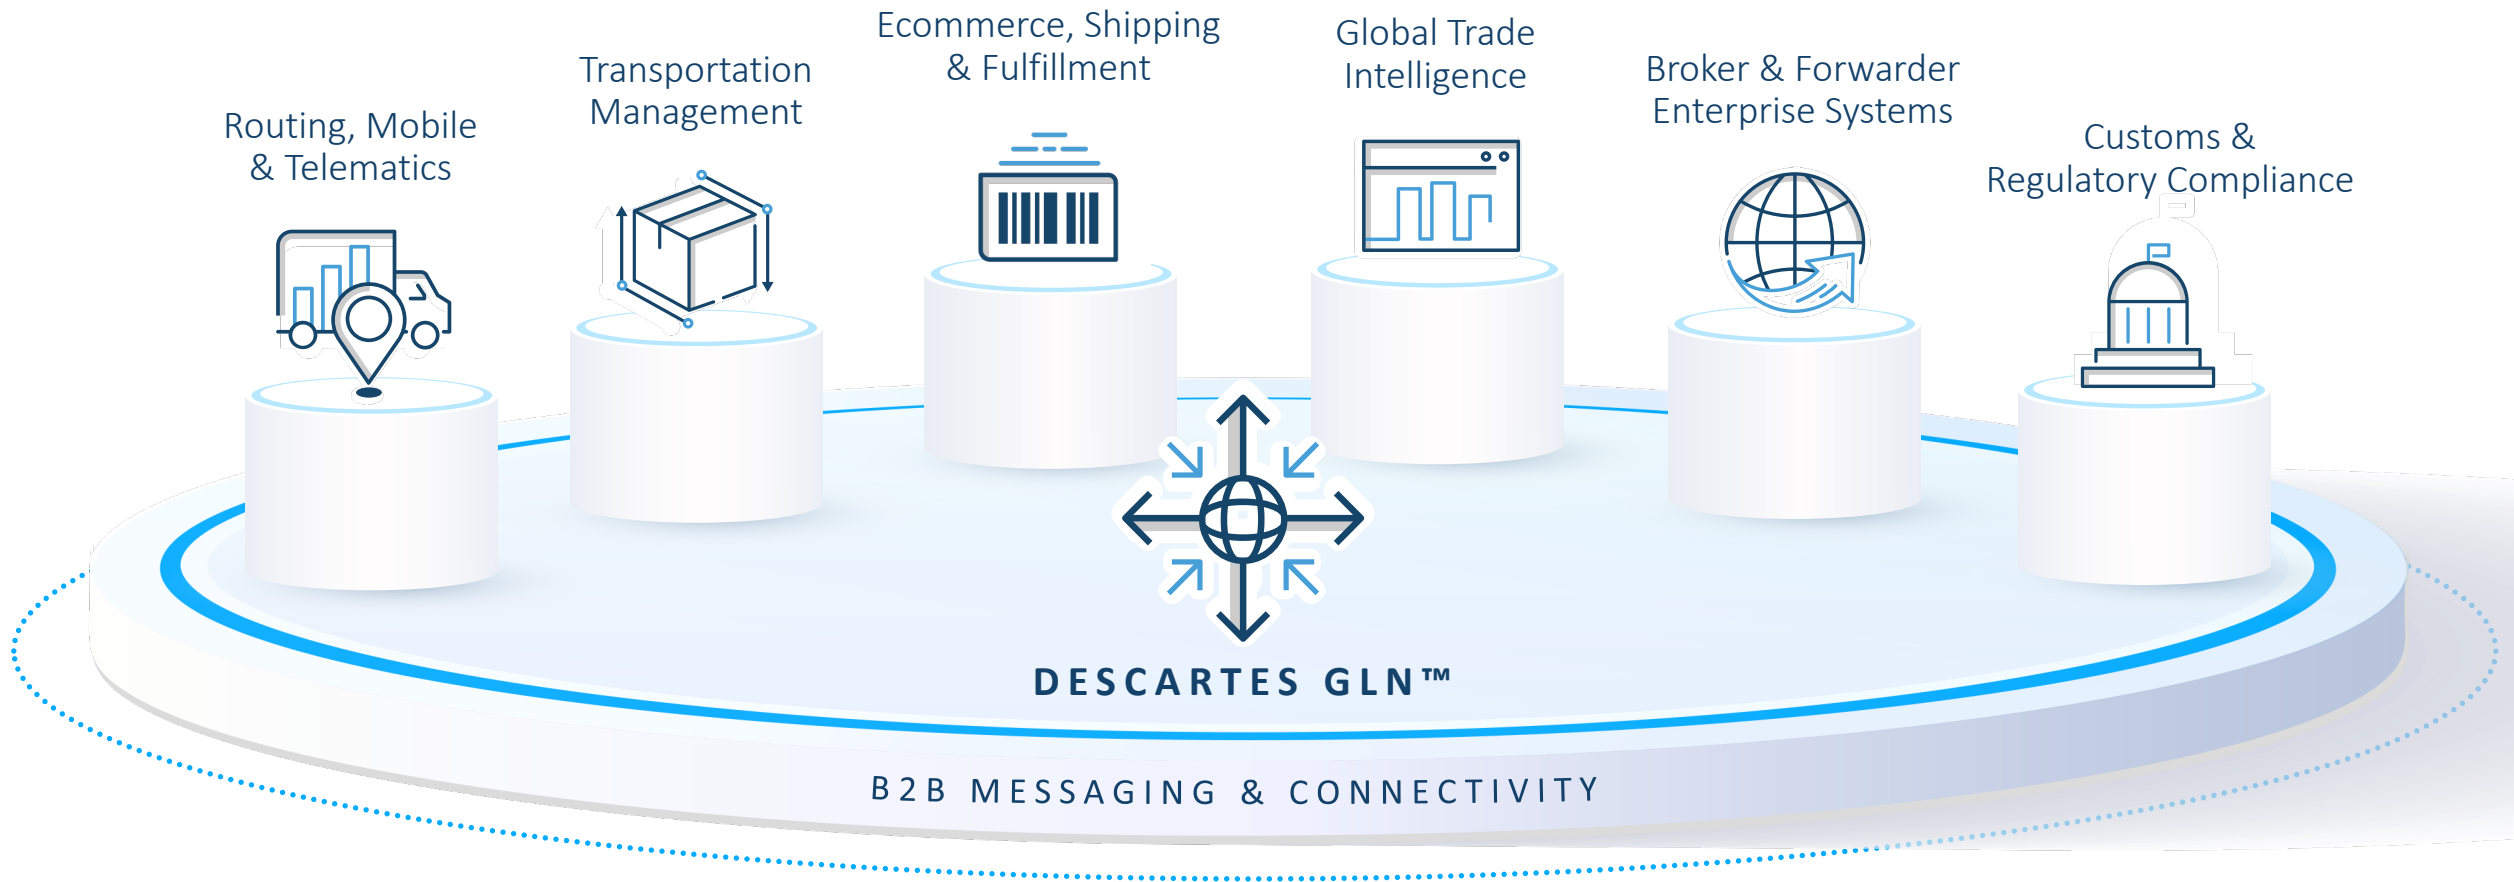 Routing, Mobile
& Telematics
Transportation
Management
Ecommerce, Shipping
& Fulfillment
Global Trade
Intelligence
Broker & Forwarder
Enterprise Systems
Customs &
Regulatory Compliance
DESCARTES GLN™
B2B MESSAGING & CONNECTIVITY